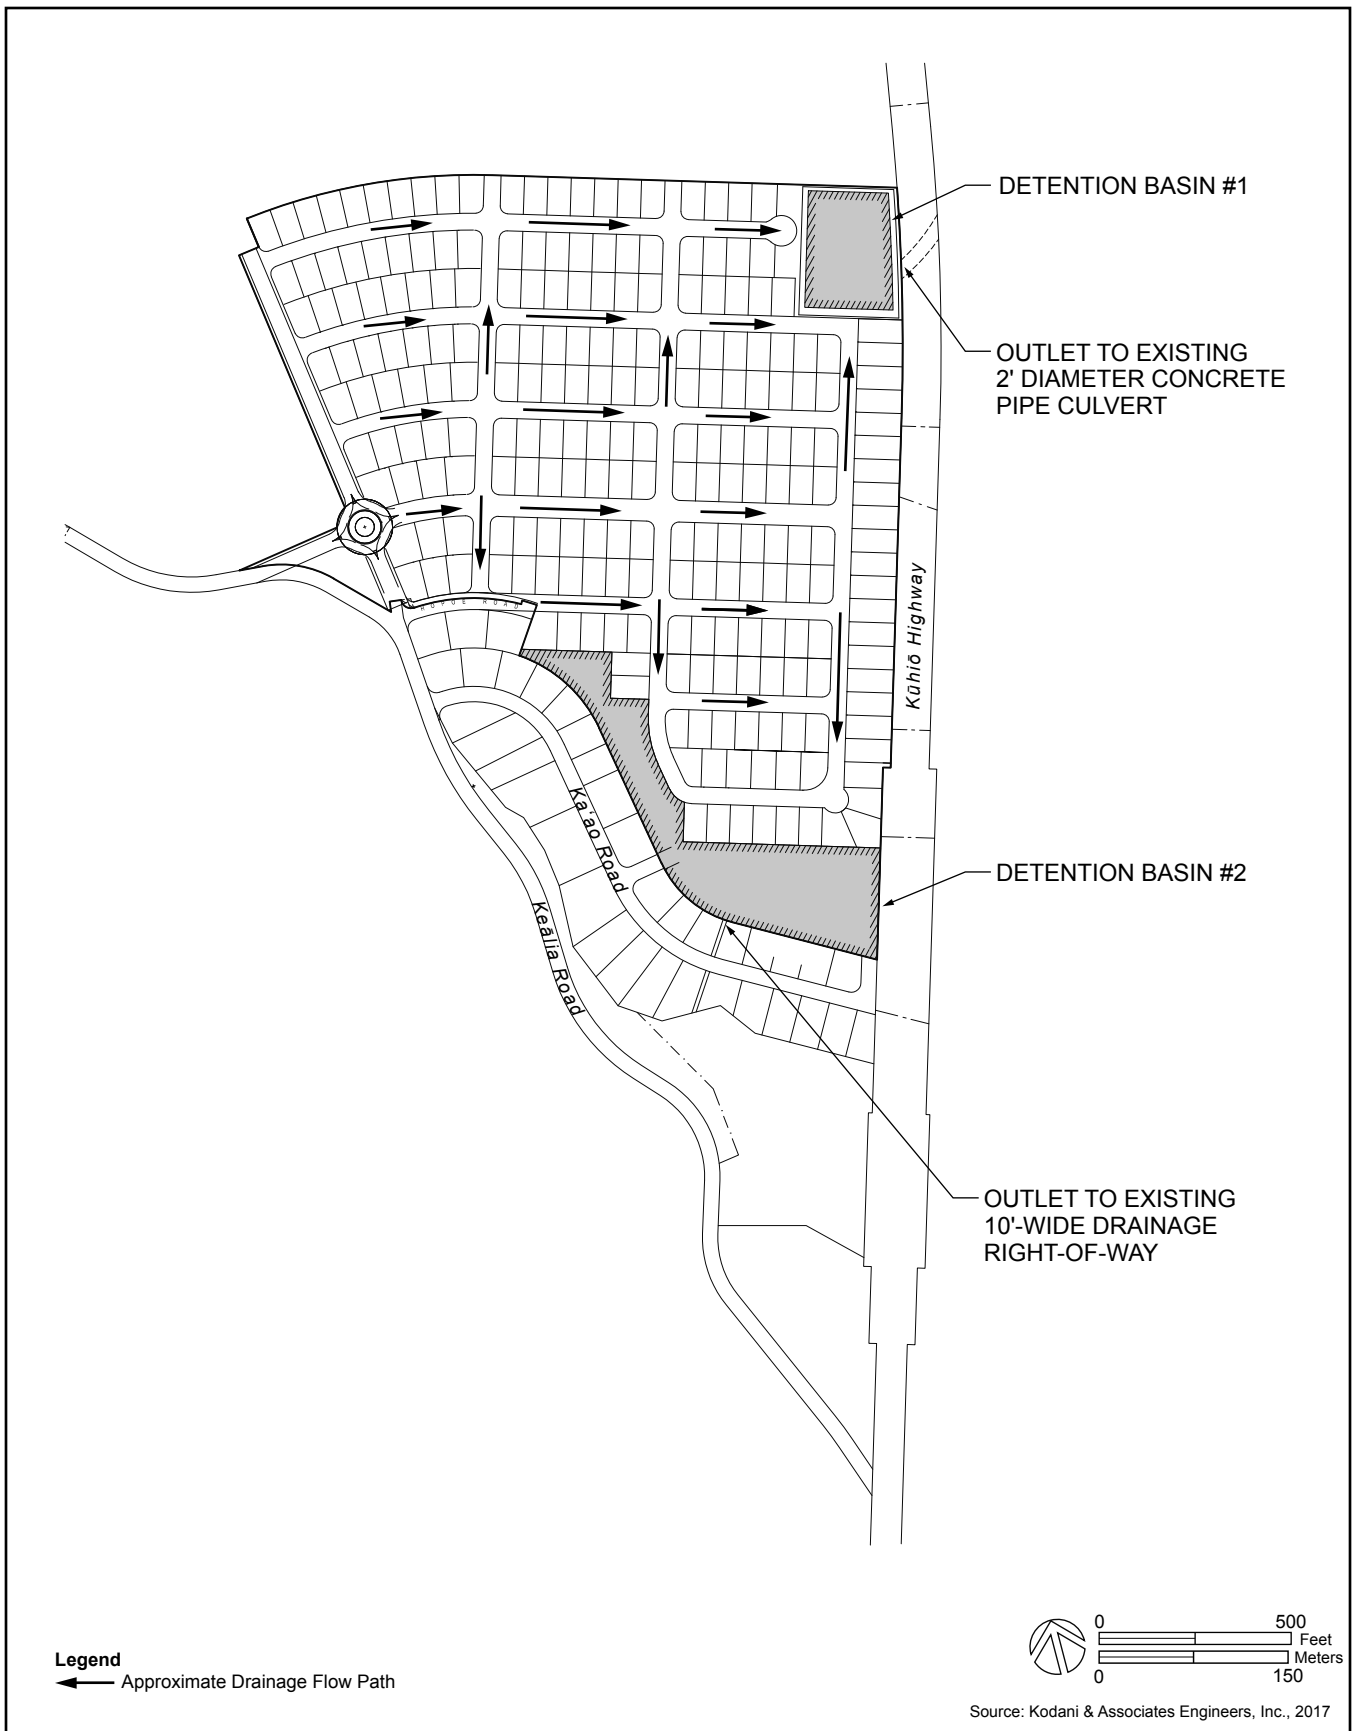 DETENTION BASIN #1
OUTLET TO EXISTING
2' DIAMETER CONCRETE
PIPE CULVERT
HOPOE ROAD
Kūhiō Highway
Ka'ao Road
Keālia Road
DETENTION BASIN #2
OUTLET TO EXISTING
10'-WIDE DRAINAGE
RIGHT-OF-WAY
Legend
Approximate Drainage Flow Path
0 500
Feet
Meters
0 150
Source: Kodani & Associates Engineers, Inc., 2017